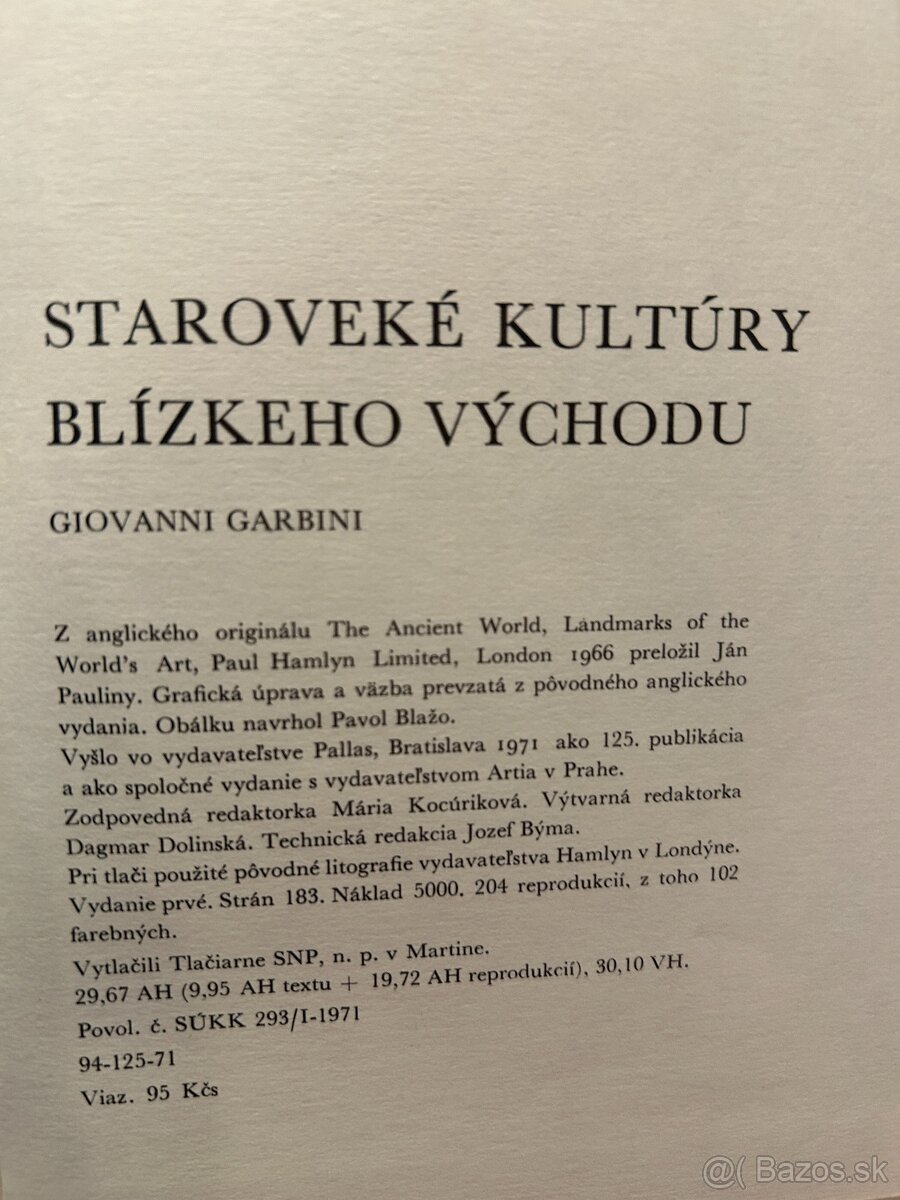 STAROVEKÉ KULTÚRY
BLÍZKEHO VÝCHODU
GIOVANNI GARBINI
Z anglického originálu The Ancient World, Landmarks of the
World's Art, Paul Hamlyn Limited, London 1966 preložil Ján
Pauliny. Grafická úprava a väzba prevzatá z pôvodného anglického
vydania. Obálku navrhol Pavol Blažo.
Vyšlo vo vydavateľstve Pallas, Bratislava 1971 ako 125. publikácia
a ako spoločné vydanie s vydavateľstvom Artia v Prahe.
Zodpovedná redaktorka Mária Kocúriková. Výtvarná redaktorka
Dagmar Dolinská. Technická redakcia Jozef Býma.
Pri tlači použité pôvodné litografie vydavateľstva Hamlyn v Londýne.
Vydanie prvé. Strán 183. Náklad 5000. 204 reprodukcií, z toho 102
farebných.
Vytlačili Tlačiarne SNP, n. p. v Martine.
29,67 AH (9,95 AH textu + 19,72 AH reprodukcií), 30,10 VH.
Povol. č. SÚKK 293/I-1971
94-125-71
Viaz. 95 Kčs
@( Bazos.sk